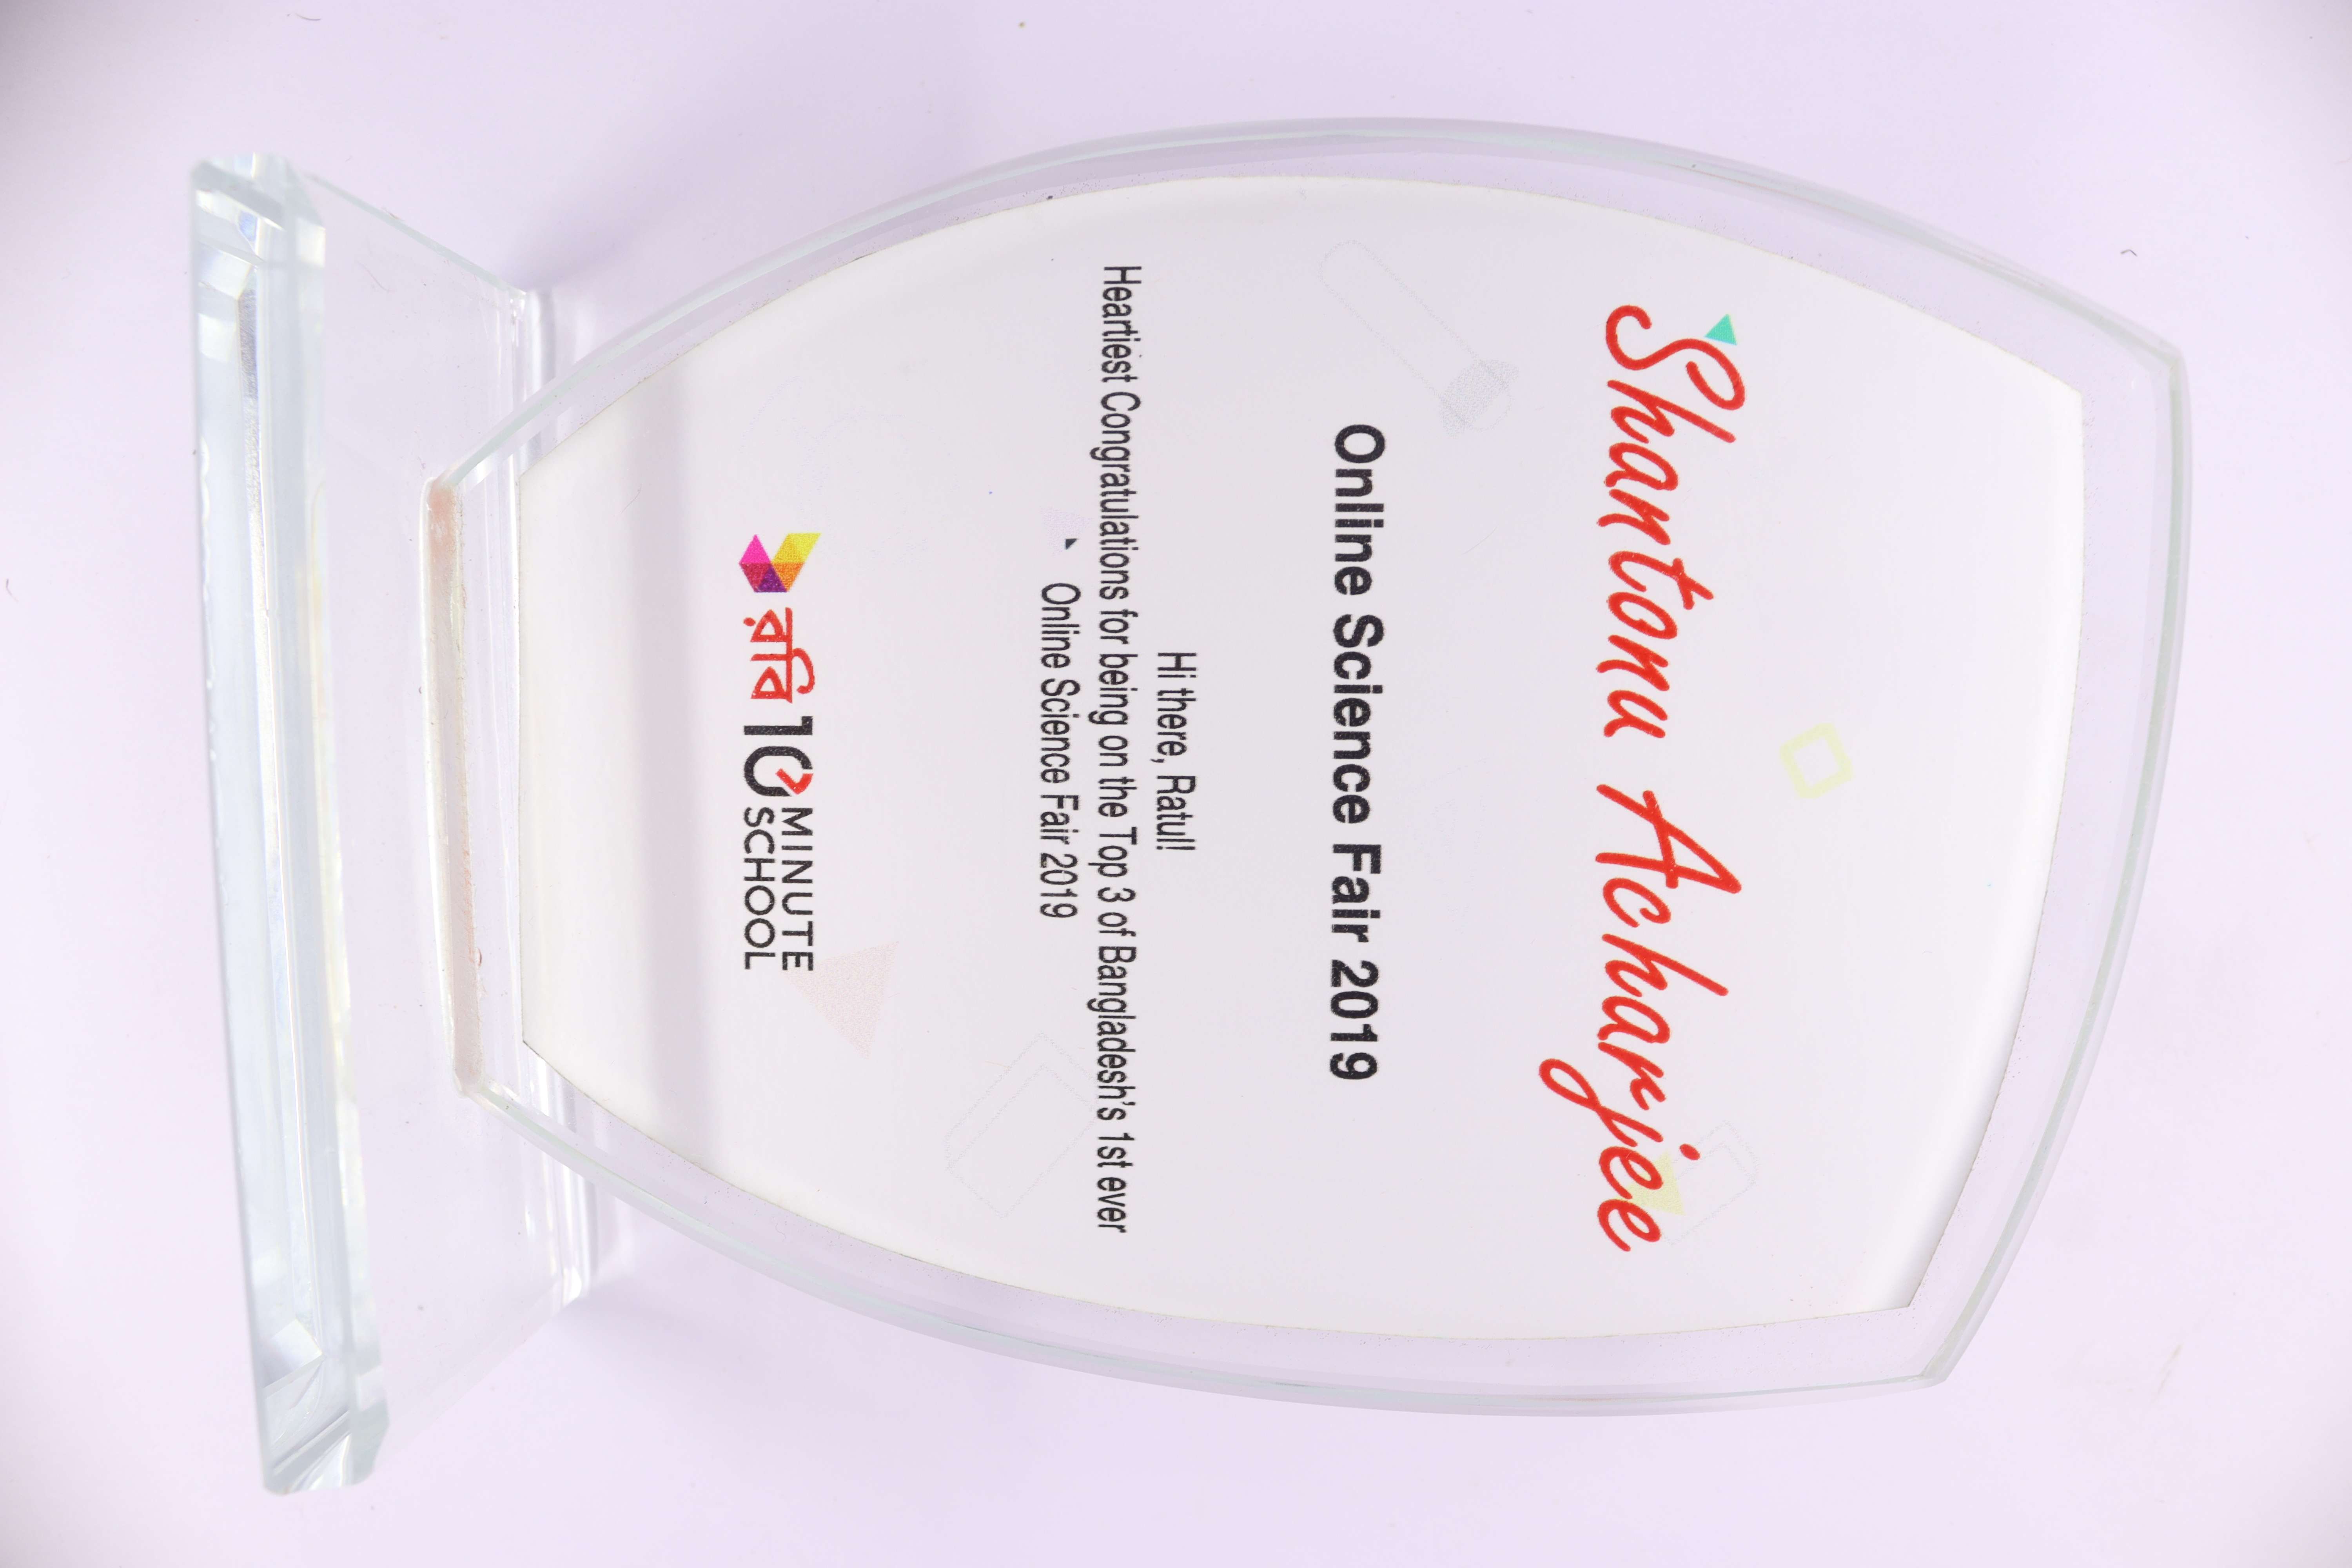 Shantonu Acharjee
Online Science Fair 2019
Hi there, Ratul!
Heartiest Congratulations for being on the Top 3 of Bangladesh's 1st ever
Online Science Fair 2019
রবি 10 MINUTE
SCHOOL